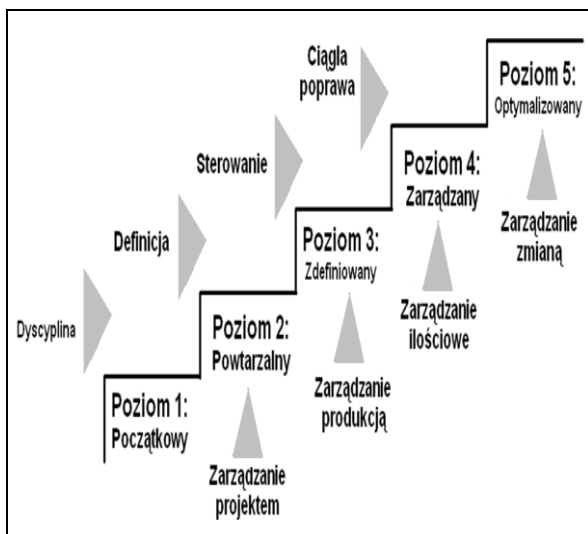 Ciągła
poprawa
Poziom 5:
Optymalizowany
Sterowanie
Poziom 4:
Zarządzany
Zarządzanie
zmianą
Definicja
Poziom 3:
Zdefiniowany
Zarządzanie
ilościowe
Dyscyplina
Poziom 2:
Powtarzalny
Zarządzanie
produkcją
Poziom 1:
Początkowy
Zarządzanie
projektem